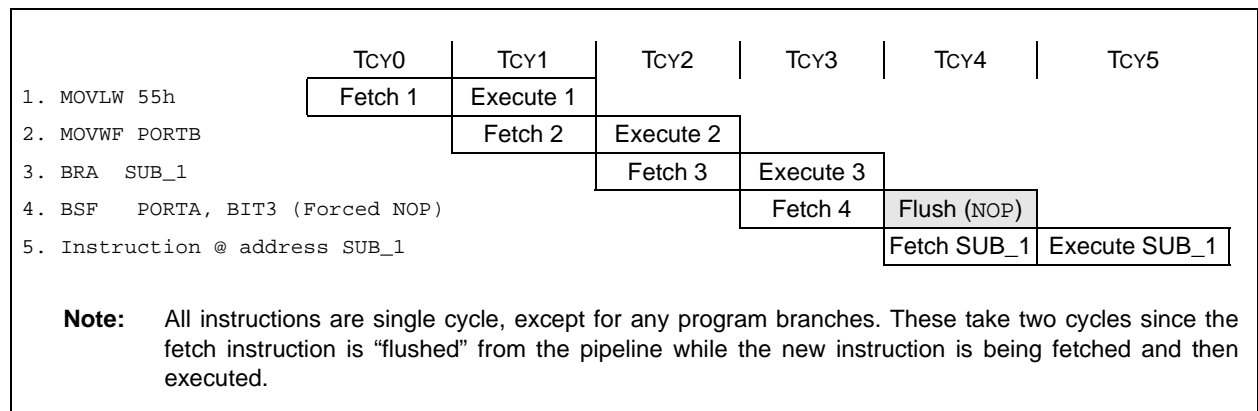 TCY0 TCY1 TCY2 TCY3 TCY4 TCY5
1. MOVLW 55h Fetch 1 Execute 1
2. MOVWF PORTB Fetch 2 Execute 2
3. BRA SUB_1 Fetch 3 Execute 3
4. BSF PORTA, BIT3 (Forced NOP) Fetch 4 Flush (NOP)
5. Instruction @ address SUB_1 Fetch SUB_1 Execute SUB_1
Note: All instructions are single cycle, except for any program branches. These take two cycles since the
fetch instruction is “flushed” from the pipeline while the new instruction is being fetched and then
executed.